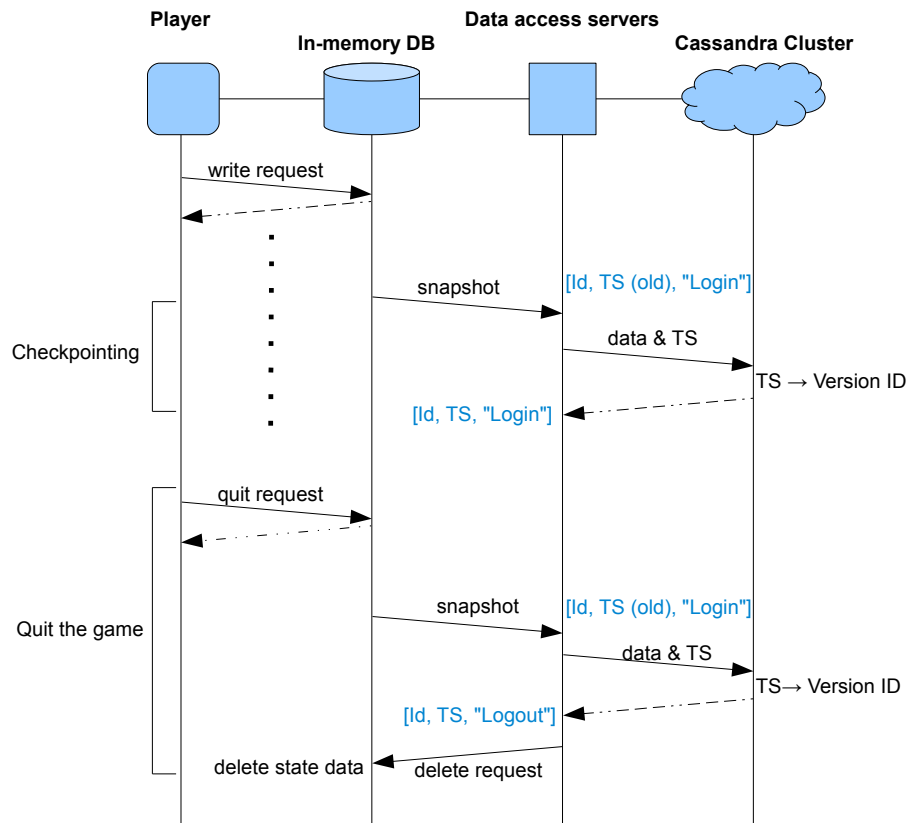 Player
Data access servers
In-memory DB
Cassandra Cluster
write request
snapshot
[Id, TS (old), "Login"]
Checkpointing
data & TS
TS → Version ID
[Id, TS, "Login"]
quit request
snapshot
[Id, TS (old), "Login"]
Quit the game
data & TS
TS→ Version ID
[Id, TS, "Logout"]
delete state data
delete request